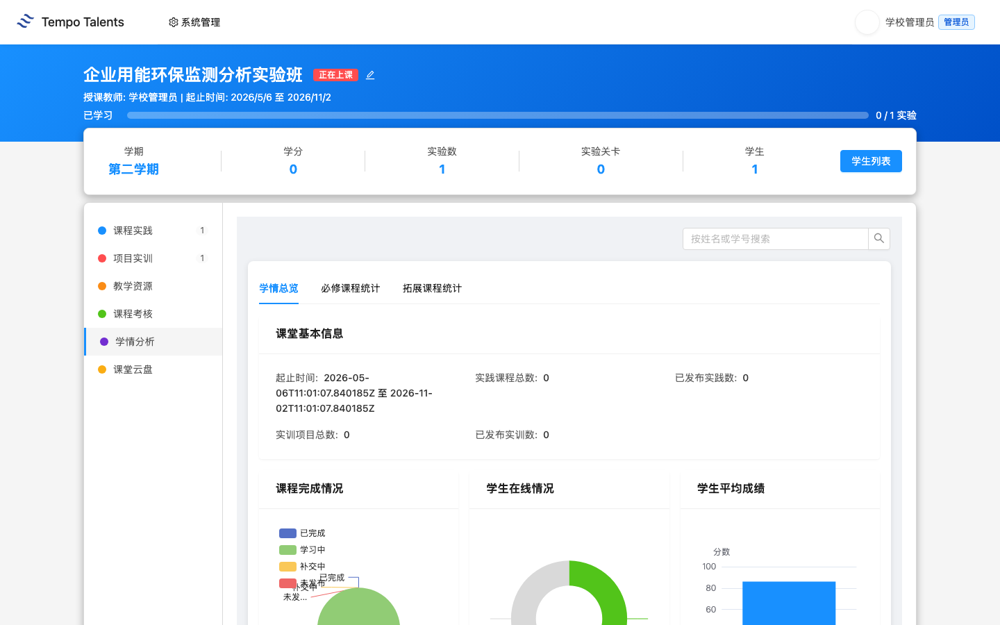 Tempo Talents
系统管理
学校管理员 管理员
企业用能环保监测分析实验班 正在上课
授课教师: 学校管理员 | 起止时间: 2026/5/6 至 2026/11/2
已学习 0 / 1 实验
学期 学分 实验数 实验关卡 学生
第二学期 0 1 0 1
学生列表
课程实践 1
项目实训 1
教学资源
课程考核
学情分析
课堂云盘
按姓名或学号搜索
学情总览 必修课程统计 拓展课程统计
课堂基本信息
起止时间: 2026-05-
06T11:01:07.840185Z 至 2026-11-
02T11:01:07.840185Z
实践课程总数: 0
已发布实践数: 0
实训项目总数: 0
已发布实训数: 0
课程完成情况
已完成
学习中
补交中
未发布
已完成
补交中
未发...
学生在线情况
学生平均成绩
分数
100
80
60